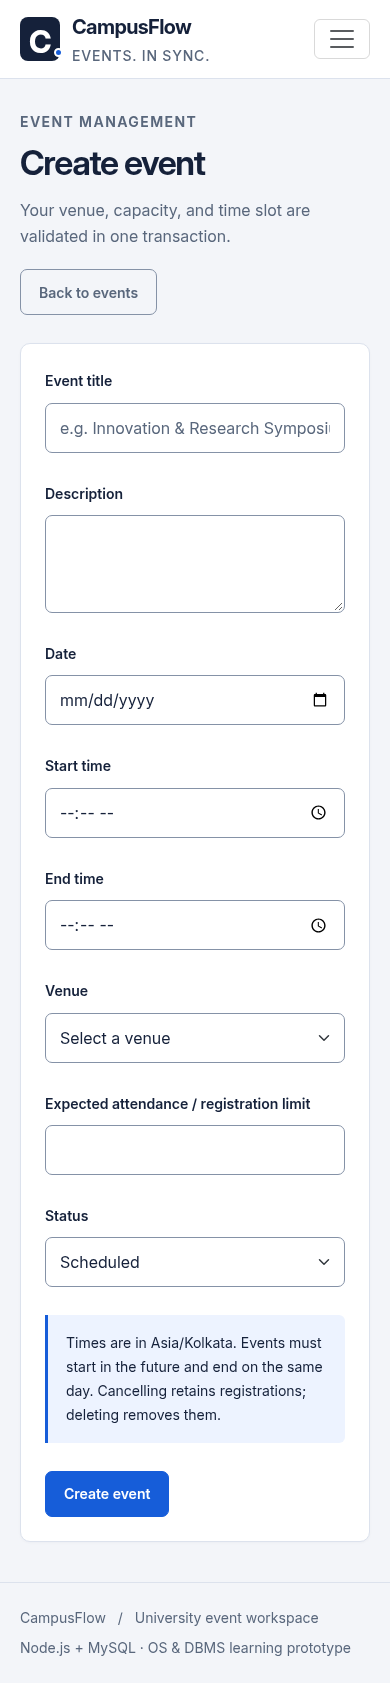 C CampusFlow
EVENTS. IN SYNC.
EVENT MANAGEMENT
Create event
Your venue, capacity, and time slot are
validated in one transaction.
Back to events
Event title
e.g. Innovation & Research Symposi
Description
Date
mm/dd/yyyy
Start time
--:-- --
End time
--:-- --
Venue
Select a venue
Expected attendance / registration limit
Status
Scheduled
Times are in Asia/Kolkata. Events must
start in the future and end on the same
day. Cancelling retains registrations;
deleting removes them.
Create event
CampusFlow / University event workspace
Node.js + MySQL · OS & DBMS learning prototype